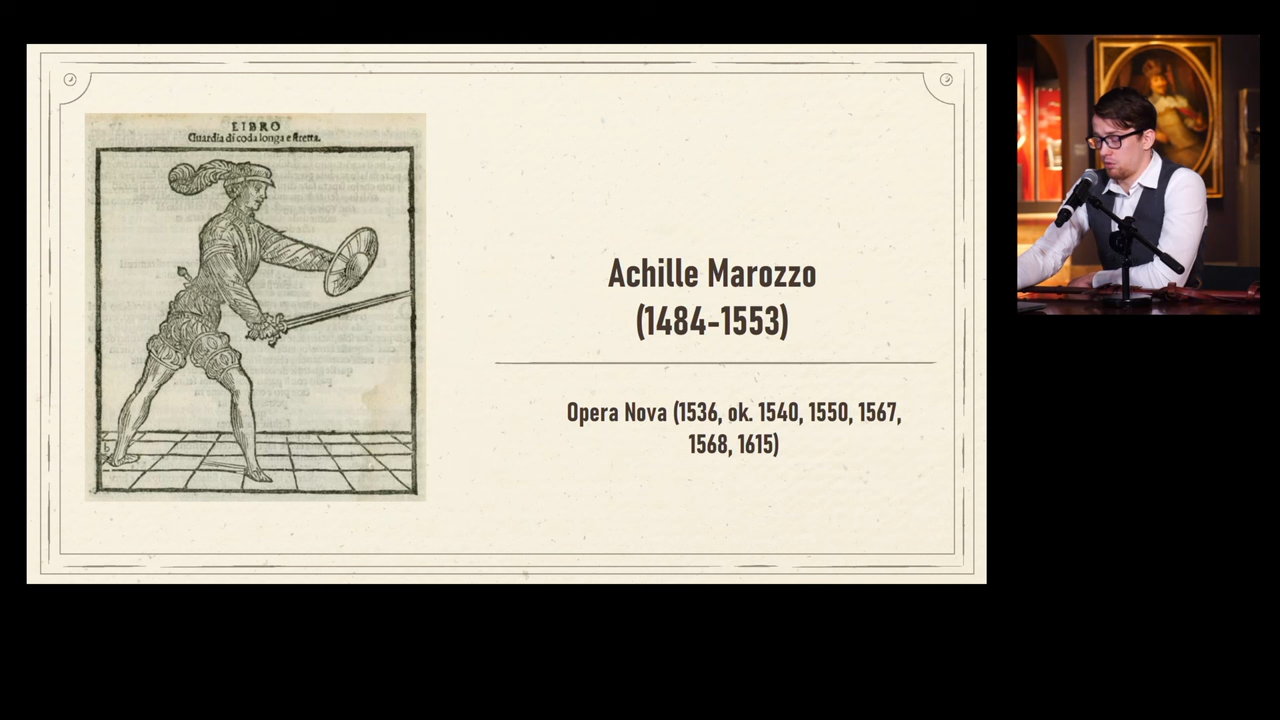 LIBRO
Guardia di coda longa e stretta.
Achille Marozzo
(1484-1553)
Opera Nova (1536, ok. 1540, 1550, 1567,
1568, 1615)
b